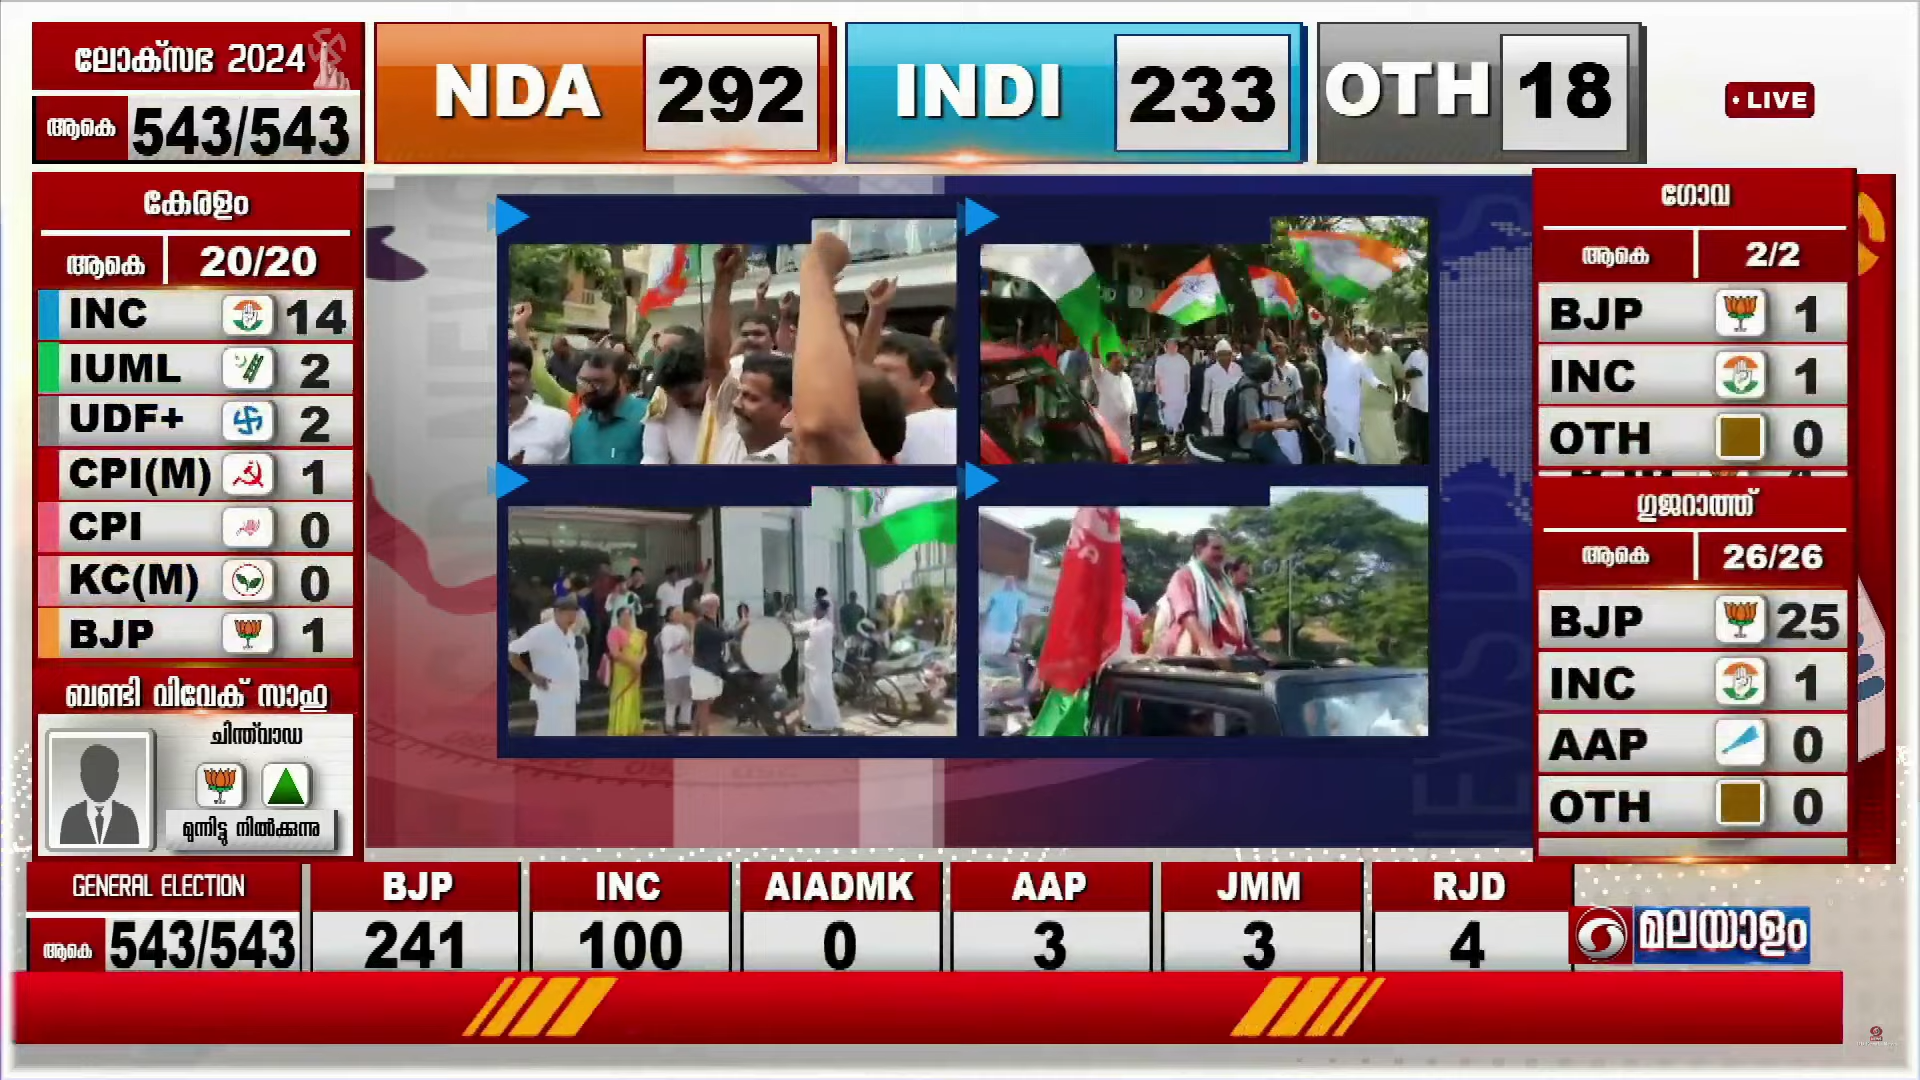 ലോക്സഭ 2024
ആകെ 543/543
NDA 292
INDI 233
OTH 18
• LIVE
കേരളം
ആകെ 20/20
INC 14
IUML 2
UDF+ 2
CPI(M) 1
CPI 0
KC(M) 0
BJP 1
ബണ്ടി വിവേക് സാഹു
ചിന്ത്വാഡ
മുന്നിട്ടു നിൽക്കുന്നു
ഗോവ
ആകെ 2/2
BJP 1
INC 1
OTH 0
ഗുജറാത്ത്
ആകെ 26/26
BJP 25
INC 1
AAP 0
OTH 0
GENERAL ELECTION
ആകെ 543/543
BJP 241
INC 100
AIADMK 0
AAP 3
JMM 3
RJD 4
മലയാളം